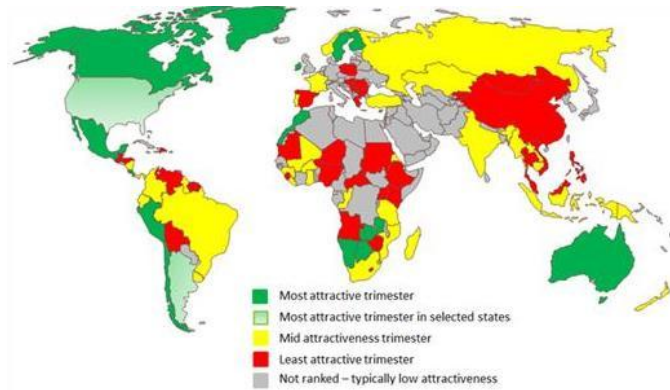 Most attractive trimester
Most attractive trimester in selected states
Mid attractiveness trimester
Least attractive trimester
Not ranked – typically low attractiveness